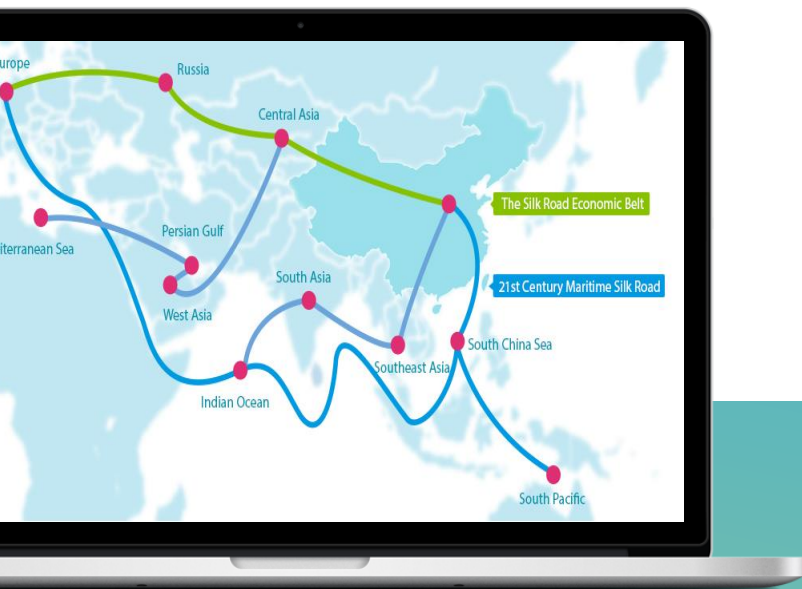 urope
Russia
Central Asia
The Silk Road Economic Belt
Persian Gulf
iterranean Sea
South Asia
21st Century Maritime Silk Road
West Asia
South China Sea
Southeast Asia
Indian Ocean
South Pacific